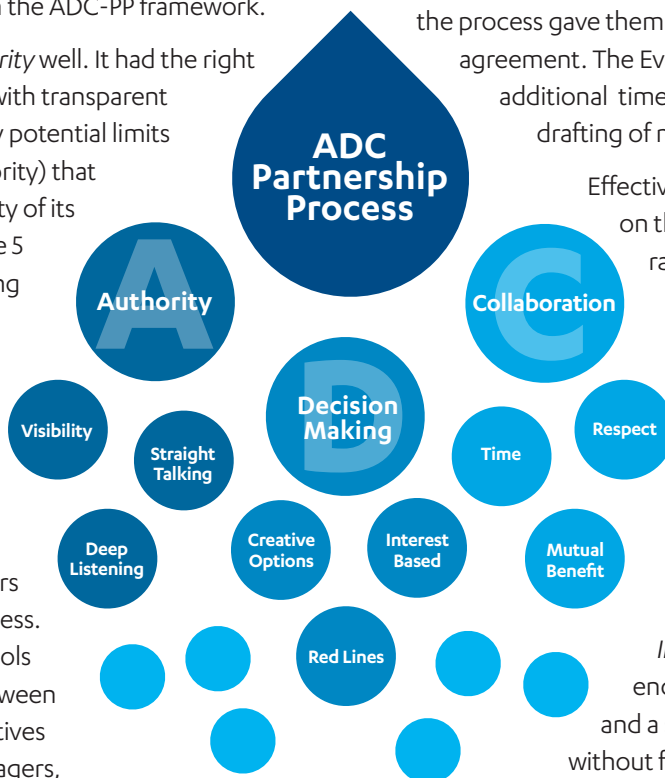 the ADC-PP framework.
rity well. It had the right
with transparent
potential limits
ority) that
ty of its
e 5
ng
rs
ess.
ols
ween
tives
agers,
ADC
Partnership
Process
A
Authority
Visibility
Straight
Talking
Deep
Listening
D
Decision
Making
Creative
Options
Interest
Based
Red Lines
C
Collaboration
Time
Respect
Mutual
Benefit
the process gave them
agreement. The Ev
additional time
drafting of
Effectiv
on th
ra
enc
and a
without f